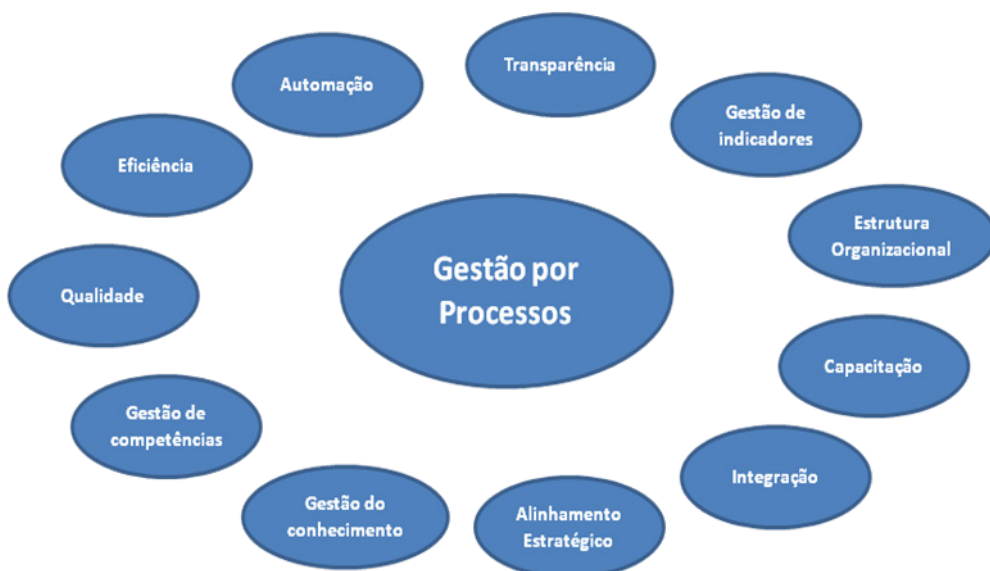 Transparência
Automação
Gestão de
indicadores
Eficiência
Estrutura
Organizacional
Gestão por
Processos
Qualidade
Capacitação
Gestão de
competências
Integração
Gestão do
conhecimento
Alinhamento
Estratégico